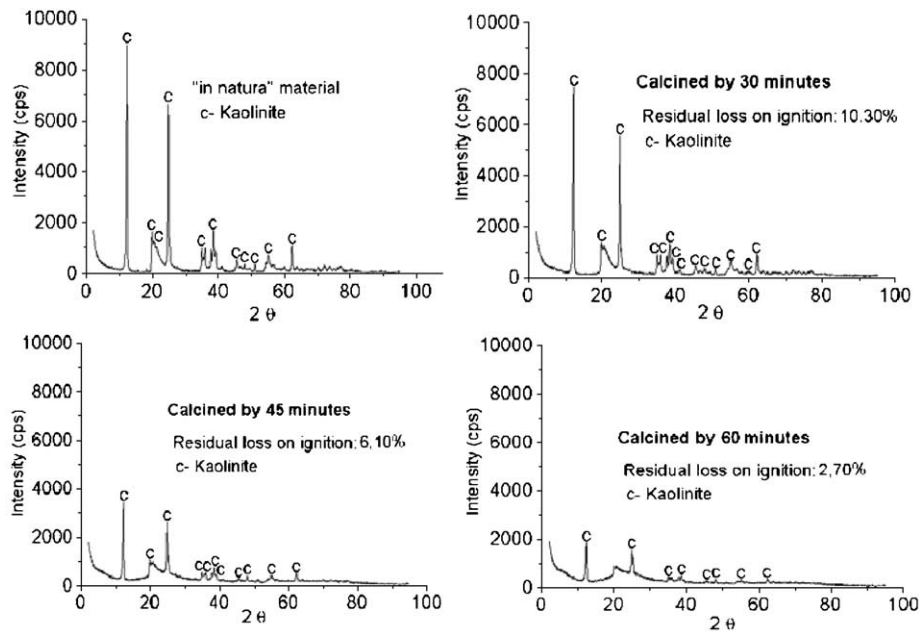 10000
8000
6000
4000
2000
0
Intensity (cps)
C
C
C
C
C
C
C
C
C
C
C
"in natura" material
c- Kaolinite
0 20 40 60 80 100
2 θ
10000
8000
6000
4000
2000
0
Intensity (cps)
C
C
C
C
C
C
C
C
C
C
C
C
C
C
Calcined by 30 minutes
Residual loss on ignition: 10.30%
c- Kaolinite
0 20 40 60 80 100
2 θ
10000
8000
6000
4000
2000
0
Intensity (cps)
C
C
C
C
C
C
C
C
C
C
C
Calcined by 45 minutes
Residual loss on ignition: 6,10%
c- Kaolinite
0 20 40 60 80 100
2 θ
10000
8000
6000
4000
2000
0
Intensity (cps)
C
C
C
C
C
C
C
C
Calcined by 60 minutes
Residual loss on ignition: 2,70%
c- Kaolinite
0 20 40 60 80 100
2 θ